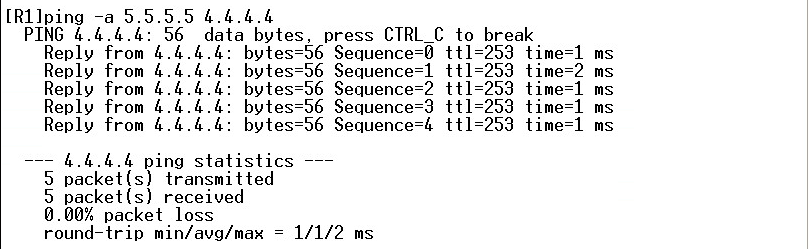 [R1]ping -a 5.5.5.5 4.4.4.4
PING 4.4.4.4: 56  data bytes, press CTRL_C to break
Reply from 4.4.4.4: bytes=56 Sequence=0 ttl=253 time=1 ms
Reply from 4.4.4.4: bytes=56 Sequence=1 ttl=253 time=2 ms
Reply from 4.4.4.4: bytes=56 Sequence=2 ttl=253 time=1 ms
Reply from 4.4.4.4: bytes=56 Sequence=3 ttl=253 time=1 ms
Reply from 4.4.4.4: bytes=56 Sequence=4 ttl=253 time=1 ms
--- 4.4.4.4 ping statistics ---
5 packet(s) transmitted
5 packet(s) received
0.00% packet loss
round-trip min/avg/max = 1/1/2 ms